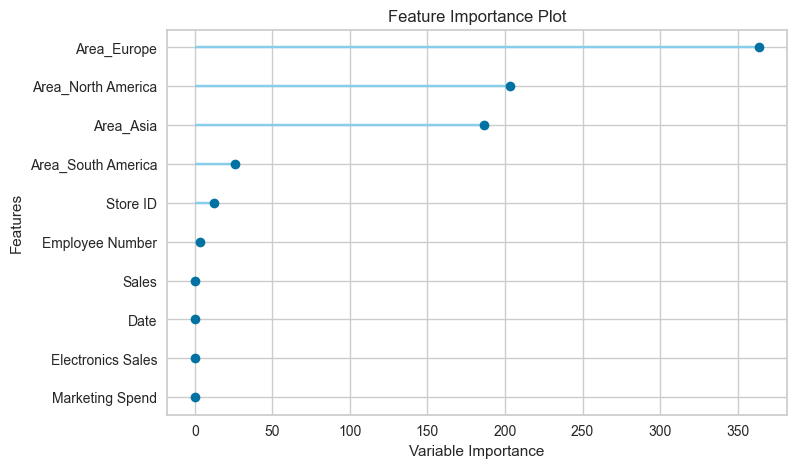 Feature Importance Plot
Features
Area_Europe
Area_North America
Area_Asia
Area_South America
Store ID
Employee Number
Sales
Date
Electronics Sales
Marketing Spend
0 50 100 150 200 250 300 350
Variable Importance